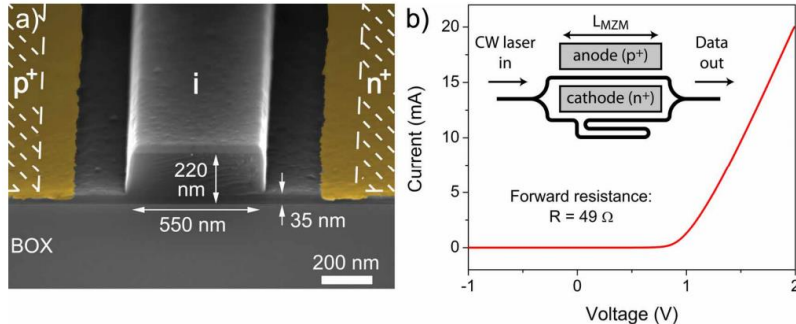 a)
p+
i
n+
220
nm
550 nm
35 nm
BOX
200 nm
b)
20
15
10
5
0
Current (mA)
LMZM
CW laser
in
anode (p+)
cathode (n+)
Data
out
Forward resistance:
R = 49 Ω
-1
0
1
2
Voltage (V)